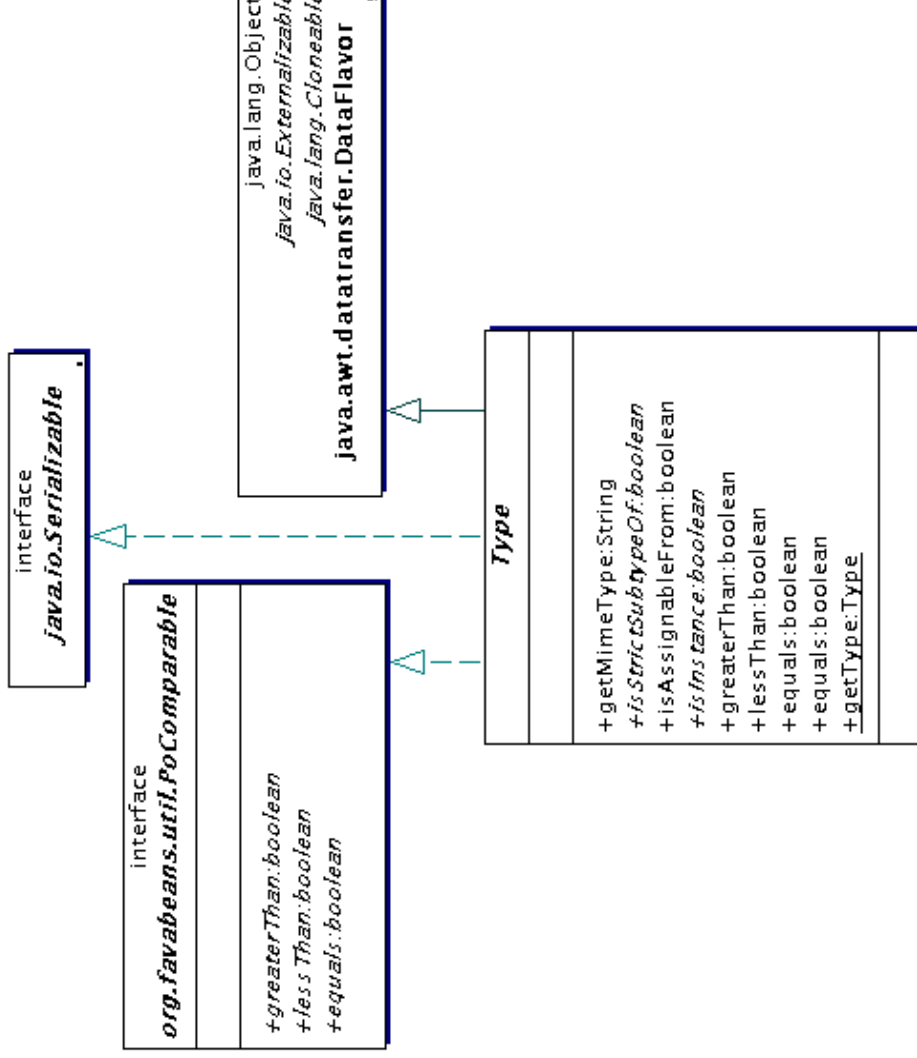 interface
java.io.Serializable
interface
org.favabeans.util.PoComparable
+greaterThan:boolean
+lessThan:boolean
+equals:boolean
java.lang.Object
java.io.Externalizable
java.lang.Cloneable
java.awt.datatransfer.DataFlavor
Type
+getMimeType:String
+isStrictSubtypeOf:boolean
+isAssignableFrom:boolean
+isInstance:boolean
+greaterThan:boolean
+lessThan:boolean
+equals:boolean
+equals:boolean
+getType:Type